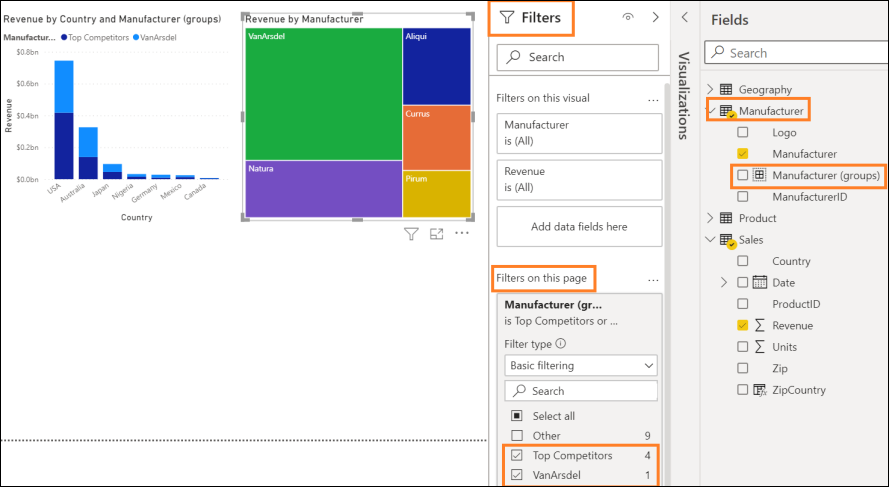 Revenue by Country and Manufacturer (groups)
Manufactur... Top Competitors VanArsdel
$0.8bn
$0.6bn
$0.4bn
$0.2bn
$0.0bn
Revenue
USA
Australia
Japan
Nigeria
Germany
Mexico
Canada
Country
Revenue by Manufacturer
VanArsdel
Natura
Aliqui
Currus
Pirum
Filters
Search
Filters on this visual
Manufacturer
is (All)
Revenue
is (All)
Add data fields here
Filters on this page
Manufacturer (gr...
is Top Competitors or ...
Filter type
Basic filtering
Search
Select all
Other 9
Top Competitors 4
VanArsdel 1
Visualizations
Fields
Search
Geography
Manufacturer
Logo
Manufacturer
Manufacturer (groups)
ManufacturerID
Product
Sales
Country
Date
ProductID
Revenue
Units
Zip
ZipCountry